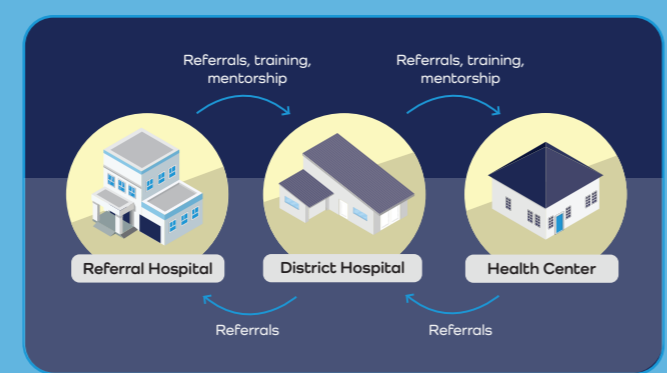 Referrals, training,
mentorship
Referrals, training,
mentorship
Referral Hospital
District Hospital
Health Center
Referrals
Referrals